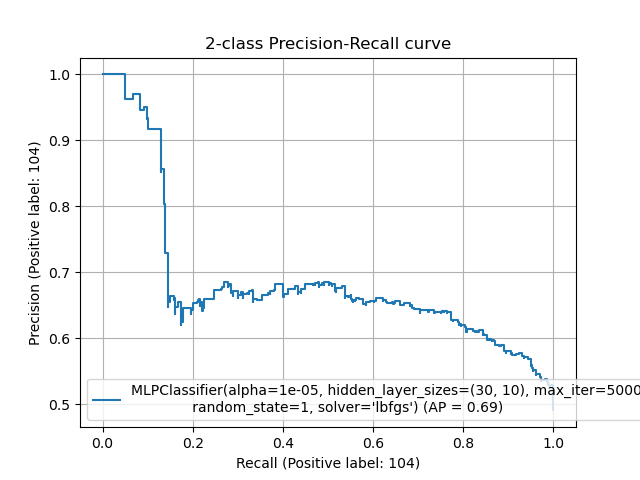 2-class Precision-Recall curve
1.0
0.9
0.8
0.7
0.6
0.5
Precision (Positive label: 104)
MLPClassifier(alpha=1e-05, hidden_layer_sizes=(30, 10), max_iter=5000
random_state=1, solver='lbfgs') (AP = 0.69)
0.0 0.2 0.4 0.6 0.8 1.0
Recall (Positive label: 104)